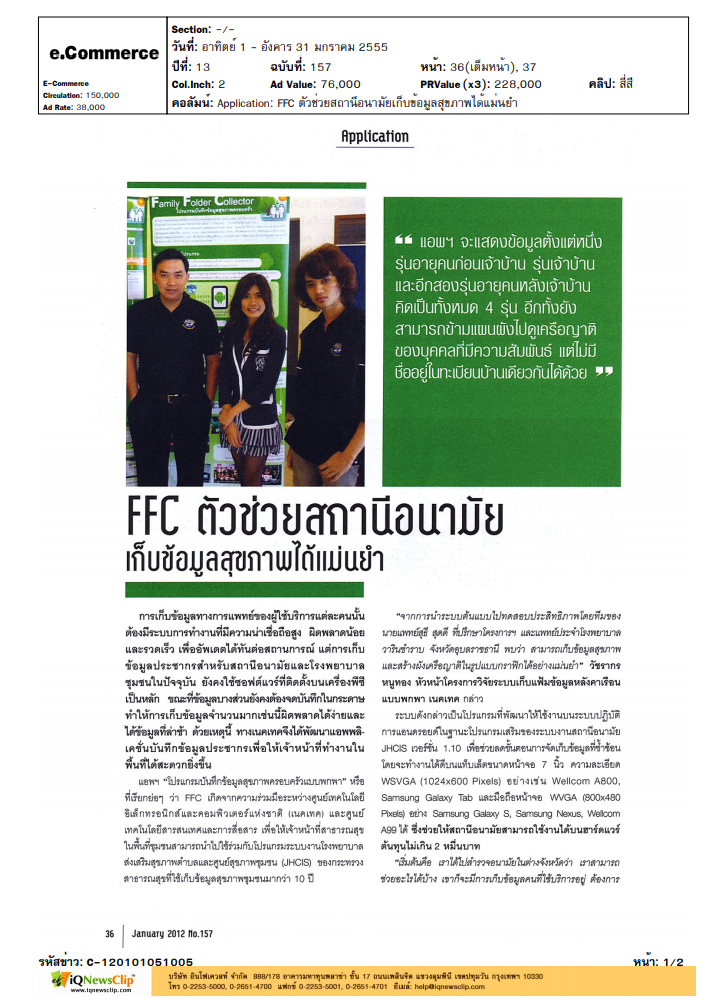 e.Commerce
E-Commerce
Circulation: 150,000
Ad Rate: 38,000
Section: -/-
วันที่: อาทิตย์ 1 - อังคาร 31 มกราคม 2555
ปีที่: 13 ฉบับที่: 157 หน้า: 36(เต็มหน้า), 37
Col.Inch: 2 Ad Value: 76,000 PRValue (x3): 228,000 คลิป: สี่สี
คอลัมน์: Application: FFC ตัวช่วยสถานีอนามัยเก็บข้อมูลสุขภาพได้แม่นยำ
Application
Family Folder Collector
โปรแกรมบันทึกข้อมูลสุขภาพครอบครัว
❝ แอพฯ จะแสดงข้อมูลตั้งแต่หนึ่ง
รุ่นอายุคนก่อนเจ้าบ้าน รุ่นเจ้าบ้าน
และอีกสองรุ่นอายุคนหลังเจ้าบ้าน
คิดเป็นทั้งหมด 4 รุ่น อีกทั้งยัง
สามารถข้ามแผนผังไปดูเครือญาติ
ของบุคคลที่มีความสัมพันธ์ แต่ไม่มี
ชื่ออยู่ในทะเบียนบ้านเดียวกันได้ด้วย ❞
FFC ตัวช่วยสถานีอนามัย
เก็บข้อมูลสุขภาพได้แม่นยำ
การเก็บข้อมูลทางการแพทย์ของผู้ใช้บริการแต่ละคนนั้น
ต้องมีระบบการทำงานที่มีความน่าเชื่อถือสูง ผิดพลาดน้อย
และรวดเร็ว เพื่ออัพเดตได้ทันต่อสถานการณ์ แต่การเก็บ
ข้อมูลประชากรสำหรับสถานีอนามัยและโรงพยาบาล
ชุมชนในปัจจุบัน ยังคงใช้ซอฟต์แวร์ที่ติดตั้งบนเครื่องพีซี
เป็นหลัก ขณะที่ข้อมูลบางส่วนยังคงต้องจดบันทึกในกระดาษ
ทำให้การเก็บข้อมูลจำนวนมากเช่นนี้ผิดพลาดได้ง่ายและ
ได้ข้อมูลที่ล่าช้า ด้วยเหตุนี้ ทางเนคเทคจึงได้พัฒนาแอพพลิ-
เคชั่นบันทึกข้อมูลประชากรเพื่อให้เจ้าหน้าที่ทำงานใน
พื้นที่ได้สะดวกยิ่งขึ้น
แอพฯ “โปรแกรมบันทึกข้อมูลสุขภาพครอบครัวแบบพกพา” หรือ
ที่เรียกย่อๆ ว่า FFC เกิดจากความร่วมมือระหว่างศูนย์เทคโนโลยี
อิเล็กทรอนิกส์และคอมพิวเตอร์แห่งชาติ (เนคเทค) และศูนย์
เทคโนโลยีสารสนเทศและการสื่อสาร เพื่อให้เจ้าหน้าที่สาธารณสุข
ในพื้นที่ชุมชนสามารถนำไปใช้ร่วมกับโปรแกรมระบบงานโรงพยาบาล
ส่งเสริมสุขภาพตำบลและศูนย์สุขภาพชุมชน (JHCIS) ของกระทรวง
สาธารณสุขที่ใช้เก็บข้อมูลสุขภาพชุมชนมากว่า 10 ปี
“จากการนำระบบต้นแบบไปทดสอบประสิทธิภาพโดยทีมของ
นายแพทย์สุธี สุดดี ที่ปรึกษาโครงการฯ และแพทย์ประจำโรงพยาบาล
วารินชำราบ จังหวัดอุบลราชธานี พบว่า สามารถเก็บข้อมูลสุขภาพ
และสร้างผังเครือญาติในรูปแบบกราฟิกได้อย่างแม่นยำ” วัชรากร
หนูทอง หัวหน้าโครงการวิจัยระบบเก็บแฟ้มข้อมูลหลังคาเรือน
แบบพกพา เนคเทค กล่าว
ระบบดังกล่าวเป็นโปรแกรมที่พัฒนาให้ใช้งานบนระบบปฏิบัติ
การแอนดรอยด์ในฐานะโปรแกรมเสริมของระบบงานสถานีอนามัย
JHCIS เวอร์ชั่น 1.10 เพื่อช่วยลดขั้นตอนการจัดเก็บข้อมูลที่ซ้ำซ้อน
โดยจะทำงานได้ดีบนแท็บเล็ตขนาดหน้าจอ 7 นิ้ว ความละเอียด
WSVGA (1024x600 Pixels) อย่างเช่น Wellcom A800,
Samsung Galaxy Tab และมือถือหน้าจอ WVGA (800x480
Pixels) อย่าง Samsung Galaxy S, Samsung Nexus, Wellcom
A99 ได้ ซึ่งช่วยให้สถานีอนามัยสามารถใช้งานได้บนฮาร์ดแวร์
ต้นทุนไม่เกิน 2 หมื่นบาท
“เริ่มต้นคือ เราได้ไปสำรวจอนามัยในต่างจังหวัดว่า เราสามารถ
ช่วยอะไรได้บ้าง เขาก็จะมีการเก็บข้อมูลคนที่ใช้บริการอยู่ ต้องการ
36 January 2012 No.157
รหัสข่าว: C-120101051005 หน้า: 1/2
iQNewsClip
www.iqnewsclip.com
บริษัท อินโฟเควสท์ จำกัด 888/178 อาคารมหาทุนพลาซ่า ชั้น 17 ถนนเพลินจิต แขวงลุมพินี เขตปทุมวัน กรุงเทพฯ 10330
โทร 0-2253-5000, 0-2651-4700 แฟกซ์ 0-2253-5001, 0-2651-4701 อีเมล์: help@iqnewsclip.com